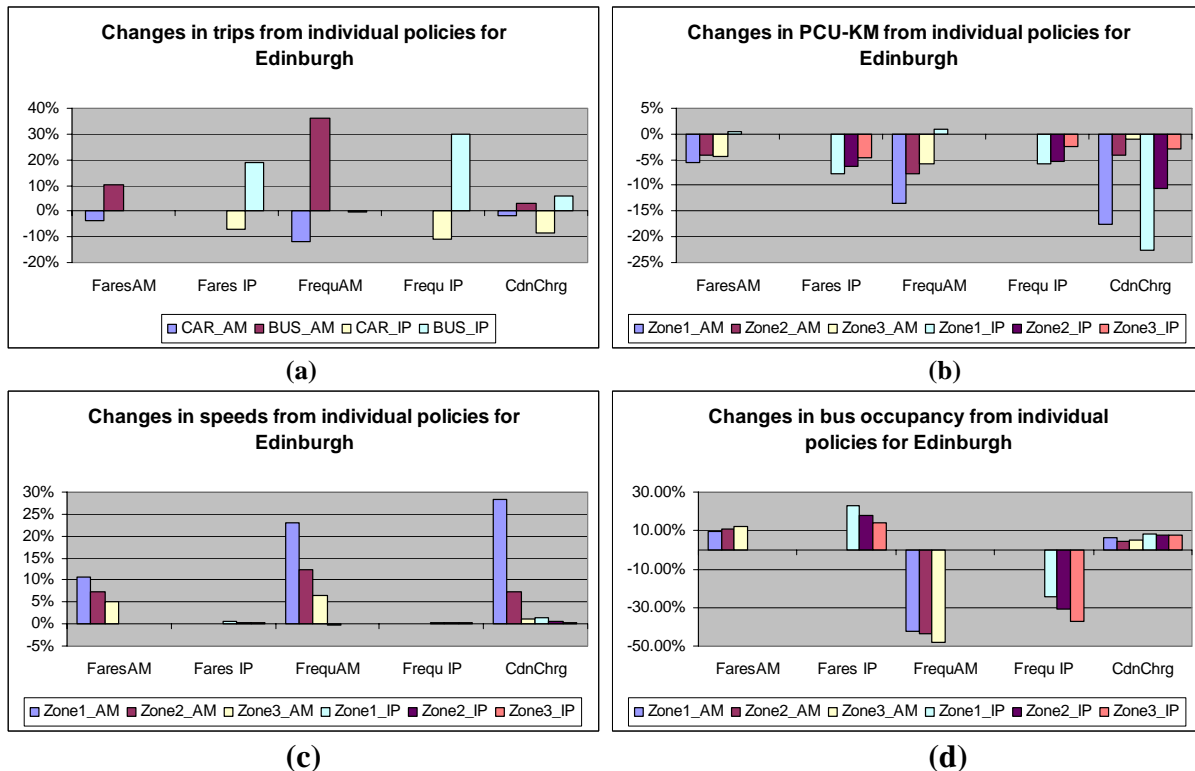 Changes in trips from individual policies for
Edinburgh
40%
30%
20%
10%
0%
-10%
-20%
FaresAM Fares IP FrequAM Frequ IP CdnChrg
CAR_AM BUS_AM CAR_IP BUS_IP
(a)
Changes in PCU-KM from individual policies for
Edinburgh
5%
0%
-5%
-10%
-15%
-20%
-25%
FaresAM Fares IP FrequAM Frequ IP CdnChrg
Zone1_AM Zone2_AM Zone3_AM Zone1_IP Zone2_IP Zone3_IP
(b)
Changes in speeds from individual policies for
Edinburgh
30%
25%
20%
15%
10%
5%
0%
-5%
FaresAM Fares IP FrequAM Frequ IP CdnChrg
Zone1_AM Zone2_AM Zone3_AM Zone1_IP Zone2_IP Zone3_IP
(c)
Changes in bus occupancy from individual
policies for Edinburgh
30.00%
10.00%
-10.00%
-30.00%
-50.00%
FaresAM Fares IP FrequAM Frequ IP CdnChrg
Zone1_AM Zone2_AM Zone3_AM Zone1_IP Zone2_IP Zone3_IP
(d)